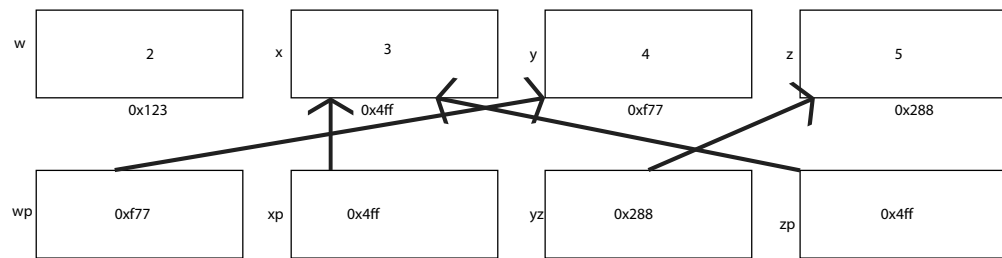 w 2 x 3 y 4 z 5
0x123 0x4ff 0xf77 0x288
wp 0xf77 xp 0x4ff yz 0x288 zp 0x4ff